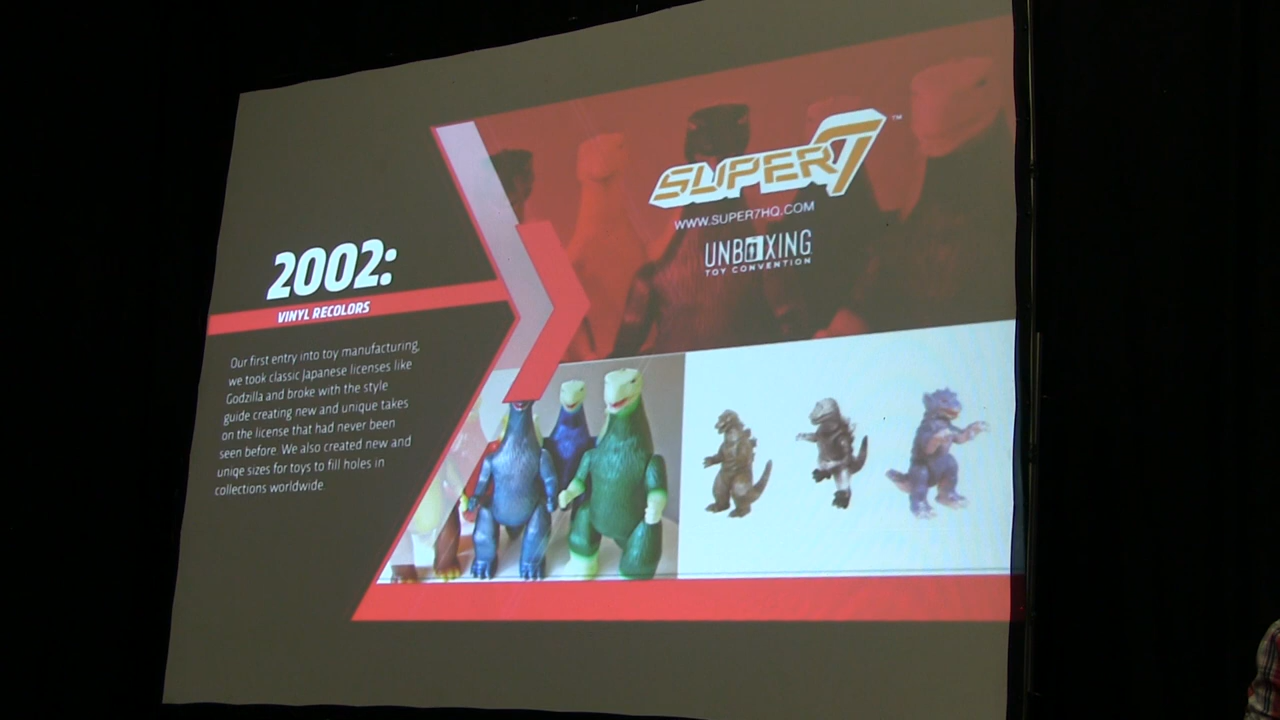 SUPER7™
WWW.SUPER7HQ.COM
UNBOXING
TOY CONVENTION
2002:
VINYL RECOLORS
Our first entry into toy manufacturing,
we took classic Japanese licenses like
Godzilla and broke with the style
guide creating new and unique takes
on the license that had never been
seen before. We also created new and
uniqe sizes for toys to fill holes in
collections worldwide.